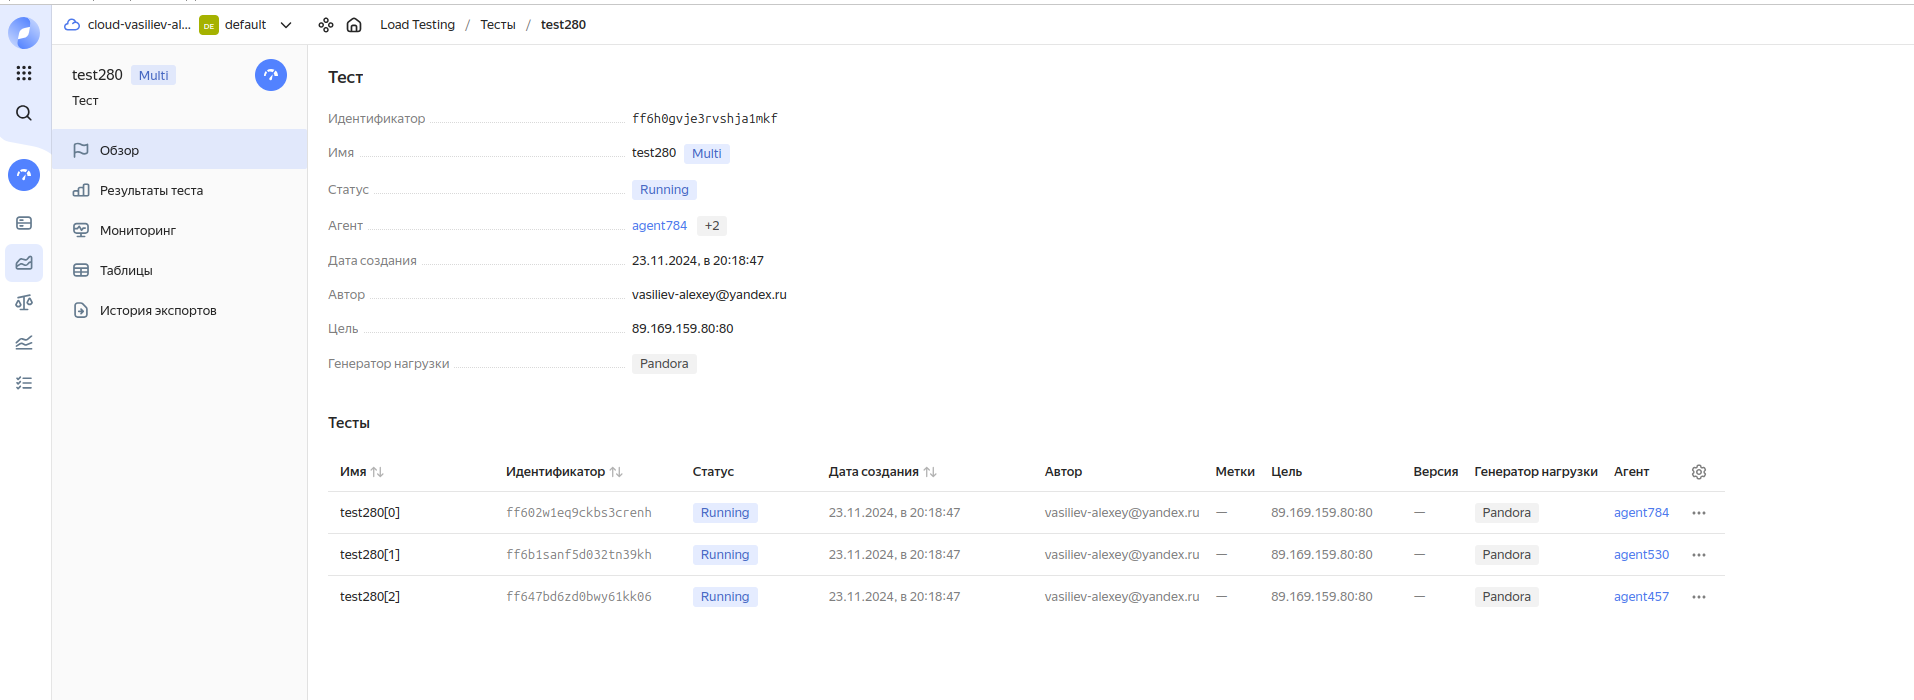 cloud-vasiliev-al... DE default Load Testing / Тесты / test280
test280 Multi
Тест
Обзор
Результаты теста
Мониторинг
Таблицы
История экспортов
Тест
Идентификатор ff6h0gvje3rvshja1mkf
Имя test280 Multi
Статус Running
Агент agent784 +2
Дата создания 23.11.2024, в 20:18:47
Автор vasiliev-alexey@yandex.ru
Цель 89.169.159.80:80
Генератор нагрузки Pandora
Тесты
Имя Идентификатор Статус Дата создания Автор Метки Цель Версия Генератор нагрузки Агент
test280[0] ff602w1eq9ckbs3crenh Running 23.11.2024, в 20:18:47 vasiliev-alexey@yandex.ru — 89.169.159.80:80 — Pandora agent784
test280[1] ff6b1sanf5d032tn39kh Running 23.11.2024, в 20:18:47 vasiliev-alexey@yandex.ru — 89.169.159.80:80 — Pandora agent530
test280[2] ff647bd6zd0bwy61kk06 Running 23.11.2024, в 20:18:47 vasiliev-alexey@yandex.ru — 89.169.159.80:80 — Pandora agent457